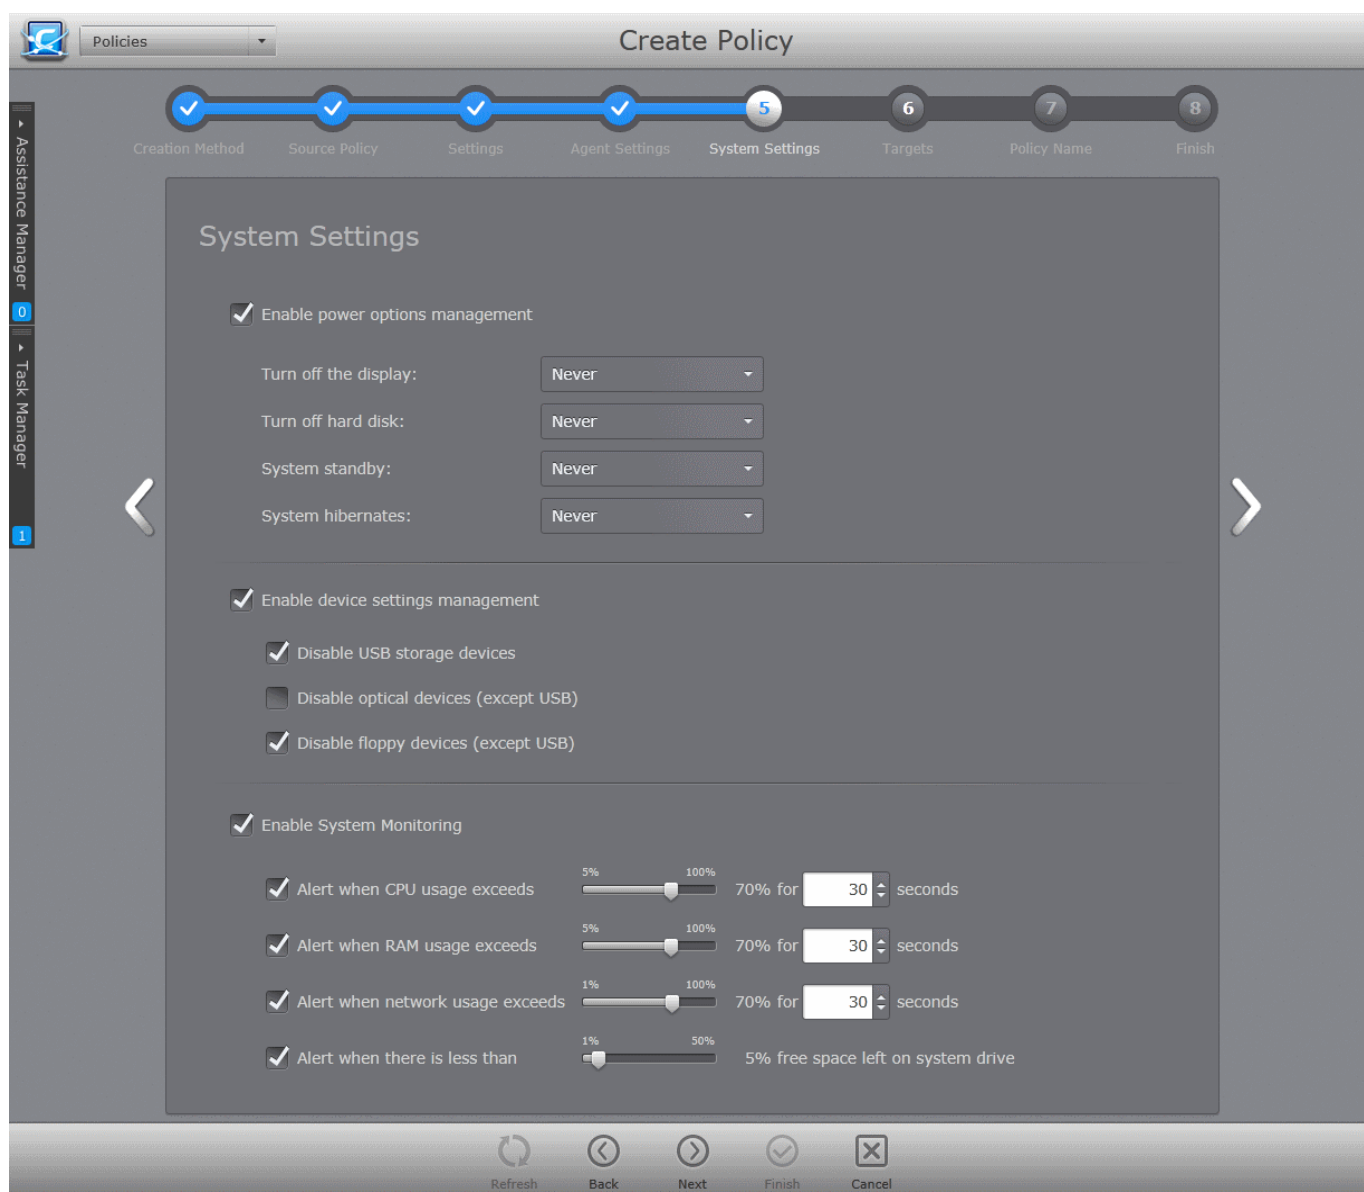 Policies
Create Policy
5 6 7 8
Creation Method Source Policy Settings Agent Settings System Settings Targets Policy Name Finish
Assistance Manager
0
Task Manager
1
System Settings
Enable power options management
Turn off the display: Never
Turn off hard disk: Never
System standby: Never
System hibernates: Never
Enable device settings management
Disable USB storage devices
Disable optical devices (except USB)
Disable floppy devices (except USB)
Enable System Monitoring
5% 100%
Alert when CPU usage exceeds 70% for 30 seconds
5% 100%
Alert when RAM usage exceeds 70% for 30 seconds
1% 100%
Alert when network usage exceeds 70% for 30 seconds
1% 50%
Alert when there is less than 5% free space left on system drive
Refresh Back Next Finish Cancel